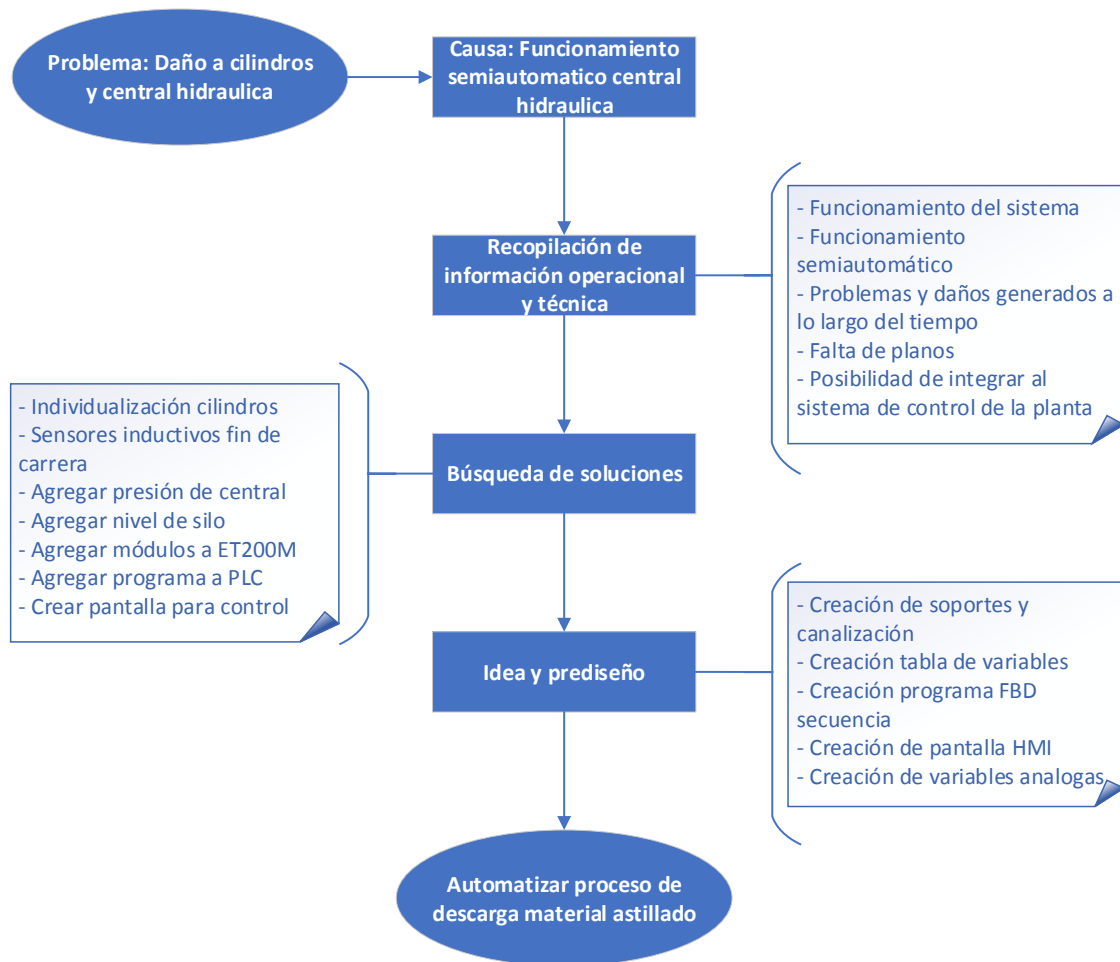 Problema: Daño a cilindros
y central hidraulica
Causa: Funcionamiento
semiautomatico central
hidraulica
Recopilación de
información operacional
y técnica
- Funcionamiento del sistema
- Funcionamiento
semiautomático
- Problemas y daños generados a
lo largo del tiempo
- Falta de planos
- Posibilidad de integrar al
sistema de control de la planta
- Individualización cilindros
- Sensores inductivos fin de
carrera
- Agregar presión de central
- Agregar nivel de silo
- Agregar módulos a ET200M
- Agregar programa a PLC
- Crear pantalla para control
Búsqueda de soluciones
Idea y prediseño
- Creación de soportes y
canalización
- Creación tabla de variables
- Creación programa FBD
secuencia
- Creación de pantalla HMI
- Creación de variables analogas
Automatizar proceso de
descarga material astillado